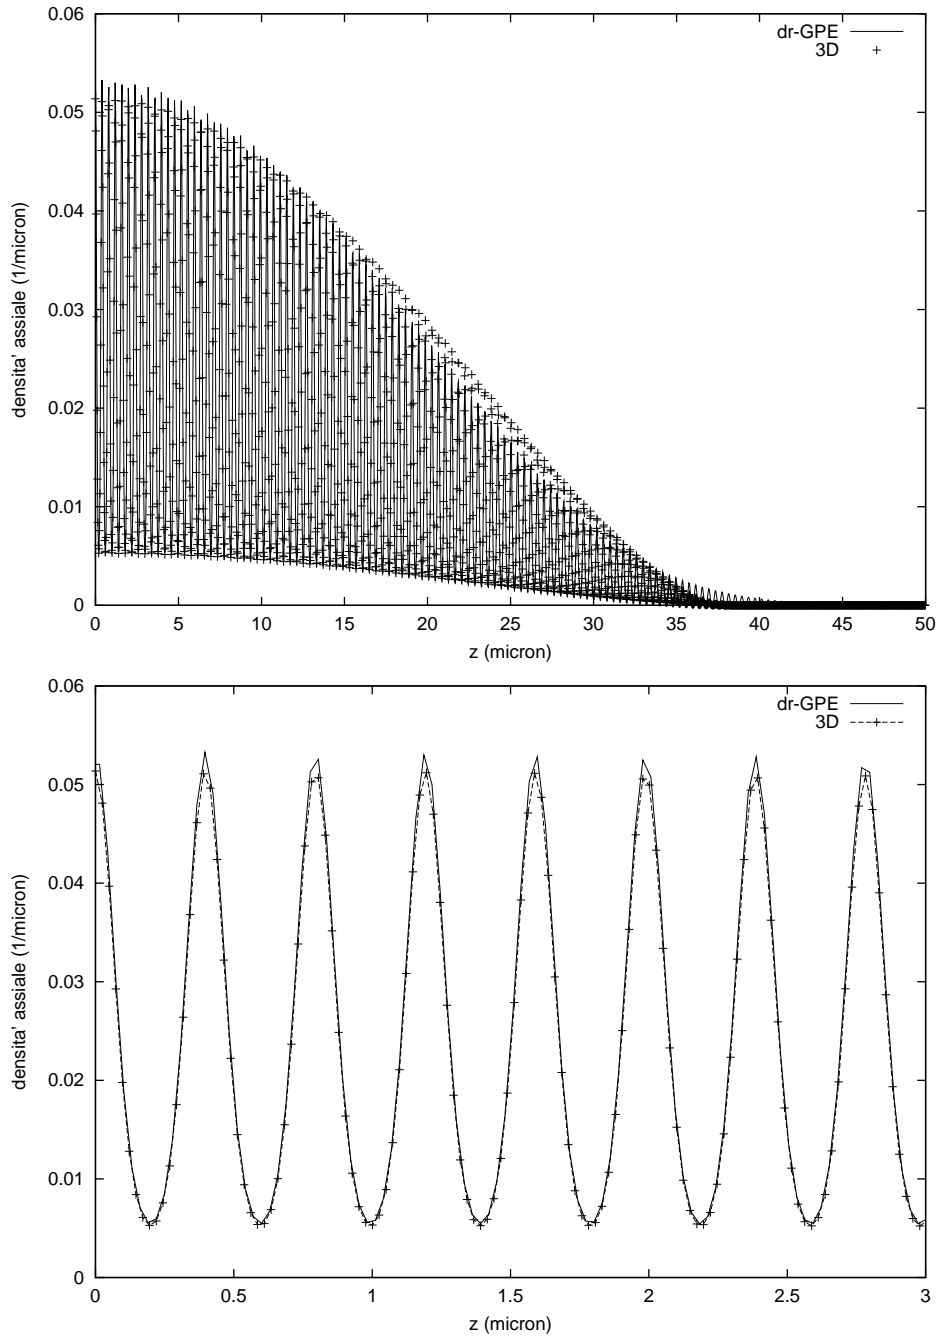 0.06
dr-GPE
3D
0.05
0.04
densita' assiale (1/micron)
0.03
0.02
0.01
0
0 5 10 15 20 25 30 35 40 45 50
z (micron)
0.06
dr-GPE
3D
0.05
0.04
densita' assiale (1/micron)
0.03
0.02
0.01
0
0 0.5 1 1.5 2 2.5 3
z (micron)